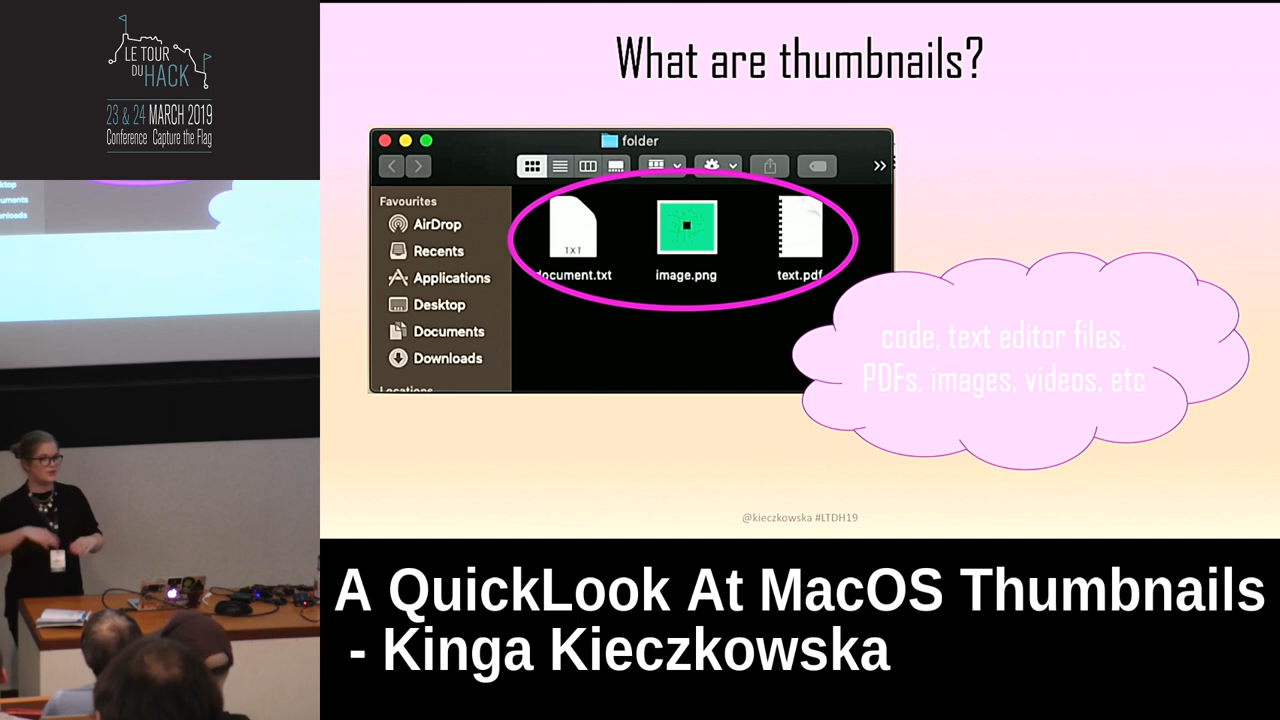 LE TOUR
DU HACK
23 & 24 MARCH 2019
Conference Capture the Flag
What are thumbnails?
folder
Favourites
AirDrop
Recents
Applications
Desktop
Documents
Downloads
TXT
document.txt
image.png
text.pdf
code, text editor files,
PDFs, images, videos, etc
@kieczkowska #LTDH19
A QuickLook At MacOS Thumbnails
- Kinga Kieczkowska